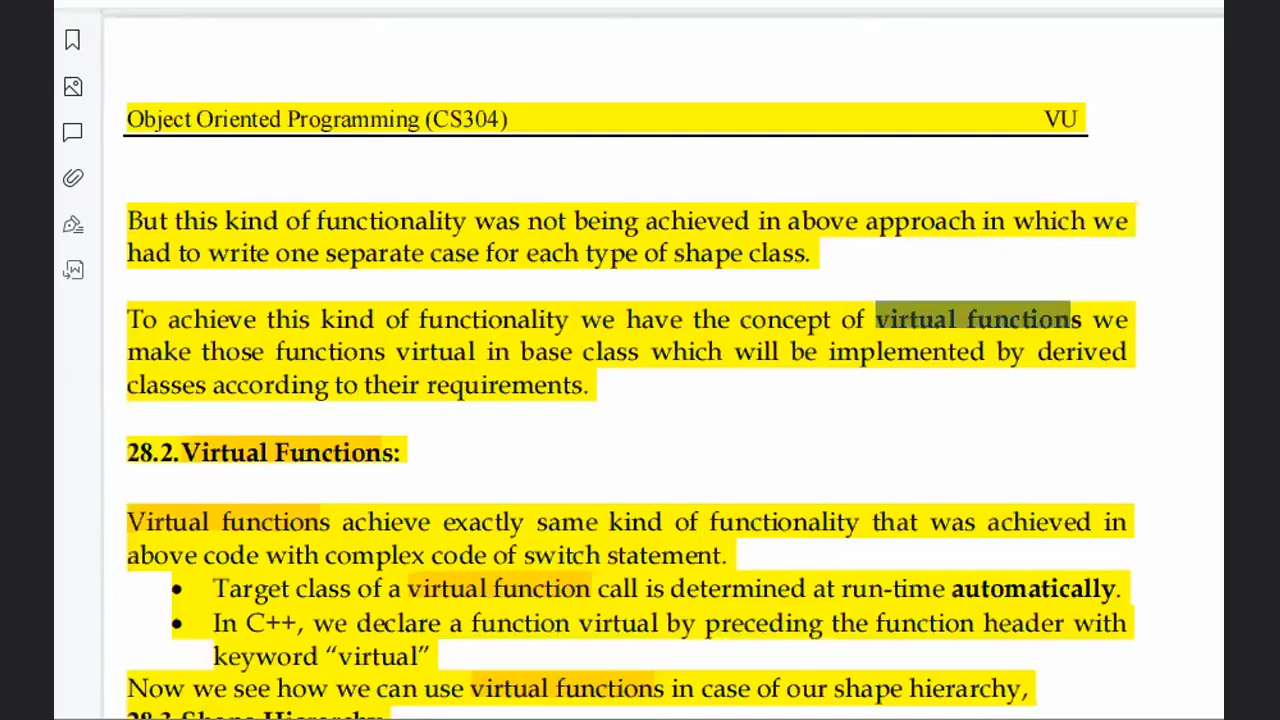 Object Oriented Programming (CS304) VU
But this kind of functionality was not being achieved in above approach in which we
had to write one separate case for each type of shape class.
To achieve this kind of functionality we have the concept of virtual functions we
make those functions virtual in base class which will be implemented by derived
classes according to their requirements.
28.2.Virtual Functions:
Virtual functions achieve exactly same kind of functionality that was achieved in
above code with complex code of switch statement.
• Target class of a virtual function call is determined at run-time automatically.
• In C++, we declare a function virtual by preceding the function header with
keyword “virtual”
Now we see how we can use virtual functions in case of our shape hierarchy,
28.3.Shape Hierarchy